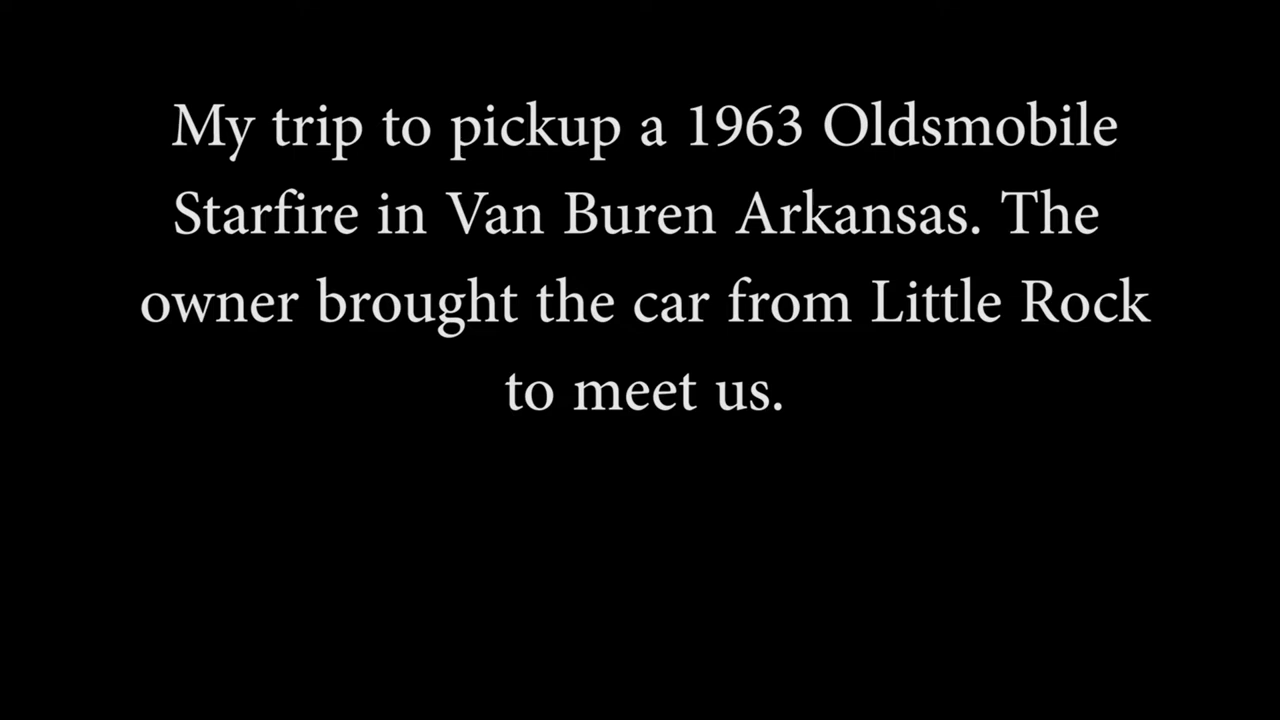 My trip to pickup a 1963 Oldsmobile
Starfire in Van Buren Arkansas. The
owner brought the car from Little Rock
to meet us.